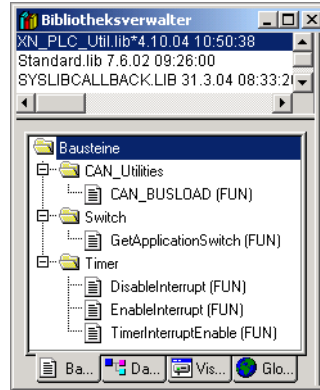 Bibliotheksverwalter
XN_PLC_Util.lib*4.10.04 10:50:38
Standard.lib 7.6.02 09:26:00
SYSLIBCALLBACK.LIB 31.3.04 08:33:2
Bausteine
CAN_Utilities
CAN_BUSLOAD (FUN)
Switch
GetApplicationSwitch (FUN)
Timer
DisableInterrupt (FUN)
EnableInterrupt (FUN)
TimerInterruptEnable (FUN)
Ba... Da... Vis... Glo...